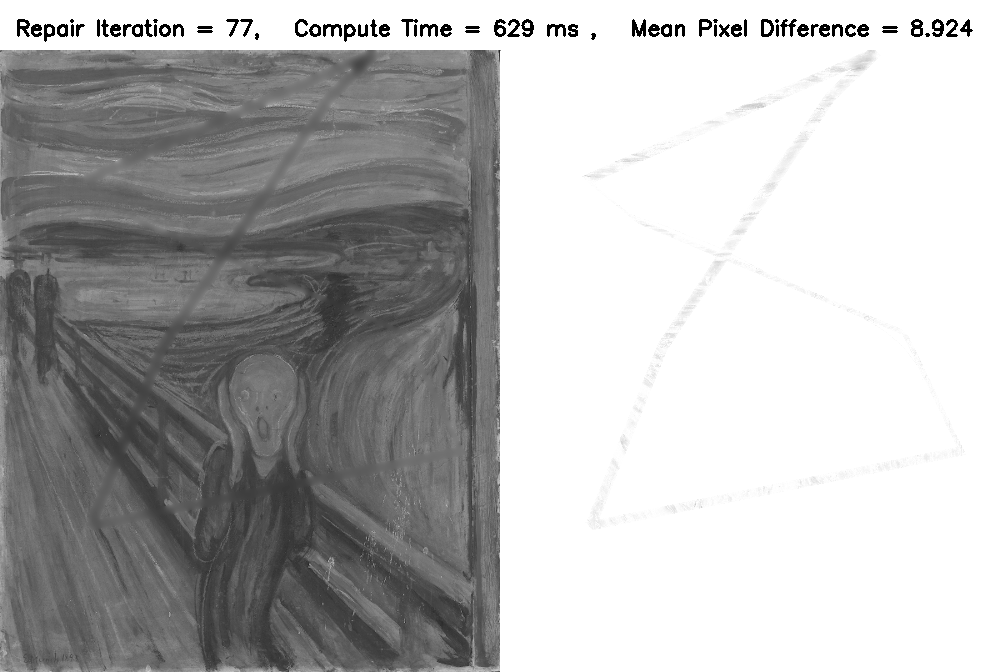 Repair Iteration = 77, Compute Time = 629 ms , Mean Pixel Difference = 8.924